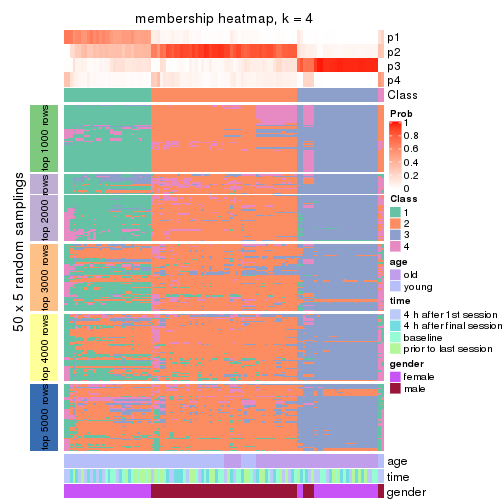 membership heatmap, k = 4
p1
p2
p3
p4
Class
50 x 5 random samplings
top 1000 rows
top 2000 rows
top 3000 rows
top 4000 rows
top 5000 rows
Prob
1
0.8
0.6
0.4
0.2
0
Class
1
2
3
4
age
old
young
time
4 h after 1st session
4 h after final session
baseline
prior to last session
gender
female
male
age
time
gender